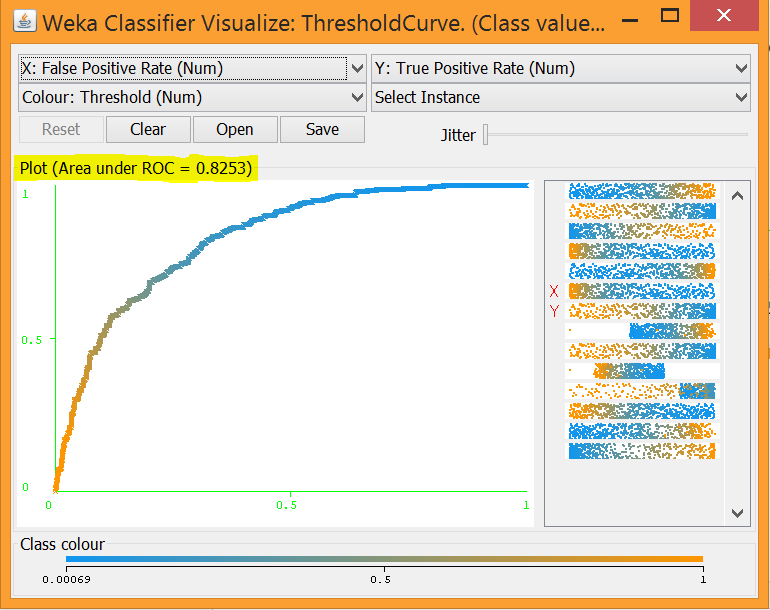 Weka Classifier Visualize: ThresholdCurve. (Class value...
X: False Positive Rate (Num) Y: True Positive Rate (Num)
Colour: Threshold (Num) Select Instance
Reset Clear Open Save Jitter
Plot (Area under ROC = 0.8253)
1
X
Y
0.5
0
0 0.5 1
Class colour
0.00069 0.5 1